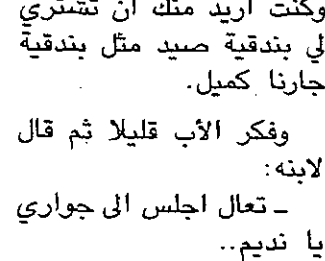 وكنت اريد منك ان تشتري
لي بندقية صيد مثل بندقية
جارنا كميل.
وفكر الأب قليلا ثم قال
لابنه:
ـ تعال اجلس الى جواري
يا نديم..